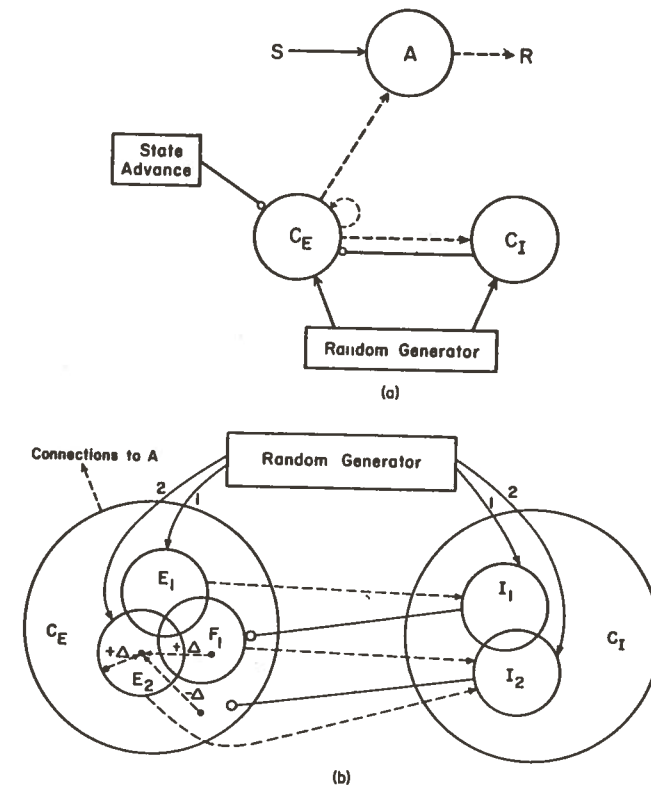 S
A
R
State
Advance
C_E
C_I
Random Generator
(a)
Connections to A
Random Generator
2
1
1
2
E_1
I_1
C_E
F_1
C_I
+Δ
+Δ
E_2
-Δ
I_2
(b)